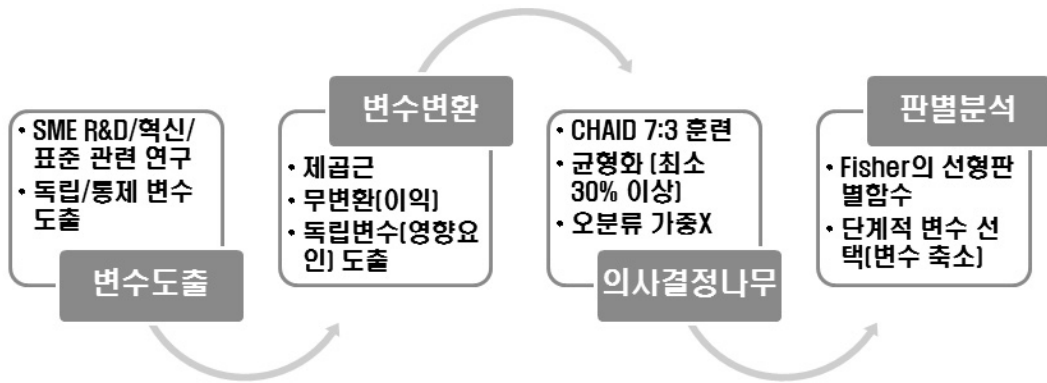 • SME R&D/혁신/
표준 관련 연구
• 독립/통제 변수
도출
변수도출
변수변환
• 제곱근
• 무변환(이익)
• 독립변수(영향요
인) 도출
• CHAID 7:3 훈련
• 균형화 (최소
30% 이상)
• 오분류 가중X
의사결정나무
판별분석
• Fisher의 선형판
별함수
• 단계적 변수 선
택(변수 축소)